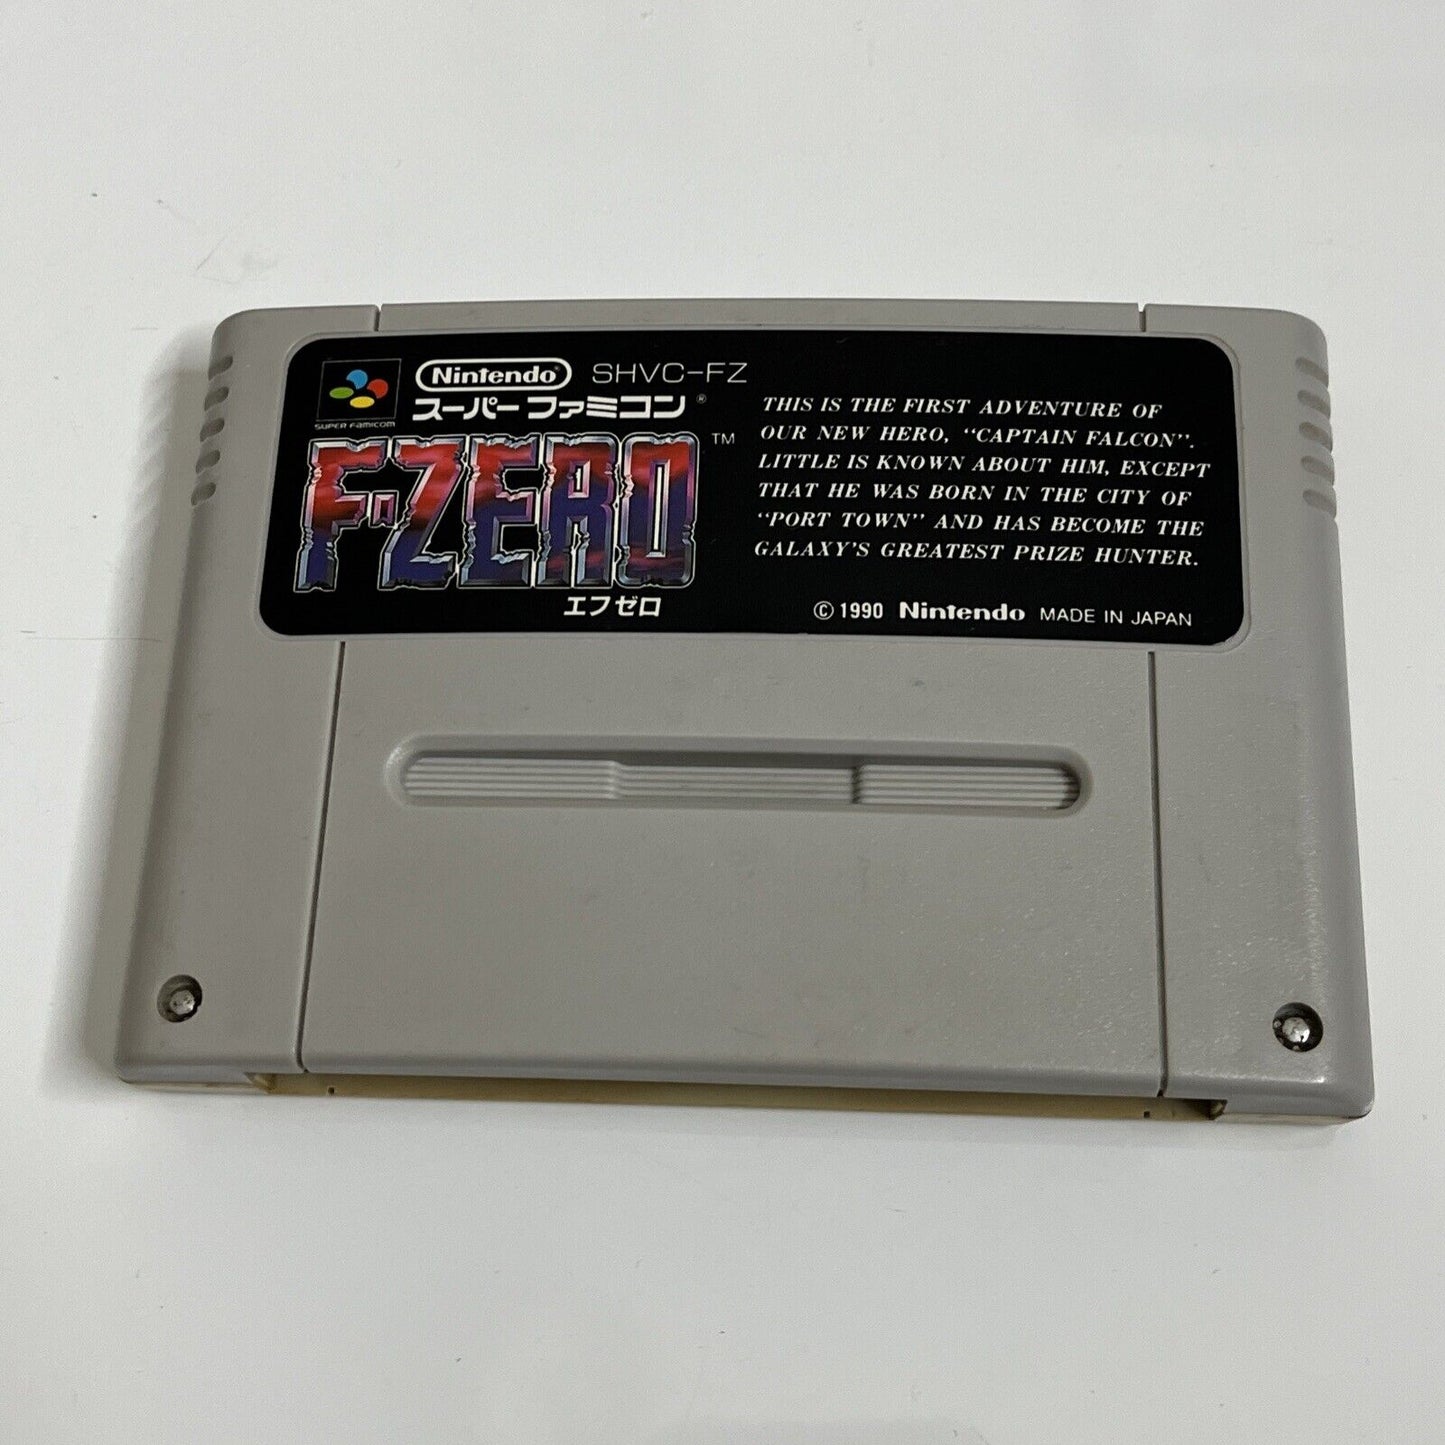 Nintendo® SHVC-FZ
スーパーファミコン®
SUPER FAMICOM
F-ZERO™
エフゼロ
THIS IS THE FIRST ADVENTURE OF
OUR NEW HERO, “CAPTAIN FALCON”.
LITTLE IS KNOWN ABOUT HIM, EXCEPT
THAT HE WAS BORN IN THE CITY OF
“PORT TOWN” AND HAS BECOME THE
GALAXY'S GREATEST PRIZE HUNTER.
© 1990 Nintendo MADE IN JAPAN